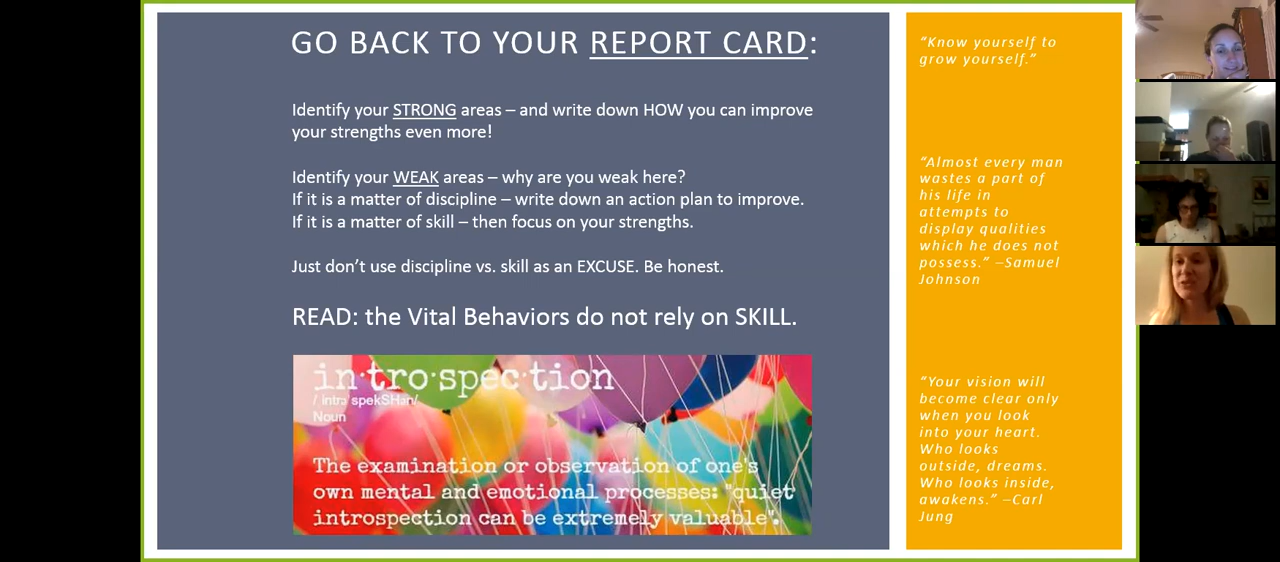 GO BACK TO YOUR REPORT CARD:
Identify your STRONG areas – and write down HOW you can improve
your strengths even more!
Identify your WEAK areas – why are you weak here?
If it is a matter of discipline – write down an action plan to improve.
If it is a matter of skill – then focus on your strengths.
Just don't use discipline vs. skill as an EXCUSE. Be honest.
READ: the Vital Behaviors do not rely on SKILL.
in·tro·spec·tion
/ˌintrəˈspekSH(ə)n/
Noun
The examination or observation of one's
own mental and emotional processes: "quiet
introspection can be extremely valuable".
“Know yourself to
grow yourself.”
“Almost every man
wastes a part of
his life in
attempts to
display qualities
which he does not
possess.” –Samuel
Johnson
“Your vision will
become clear only
when you look
into your heart.
Who looks
outside, dreams.
Who looks inside,
awakens.” –Carl
Jung